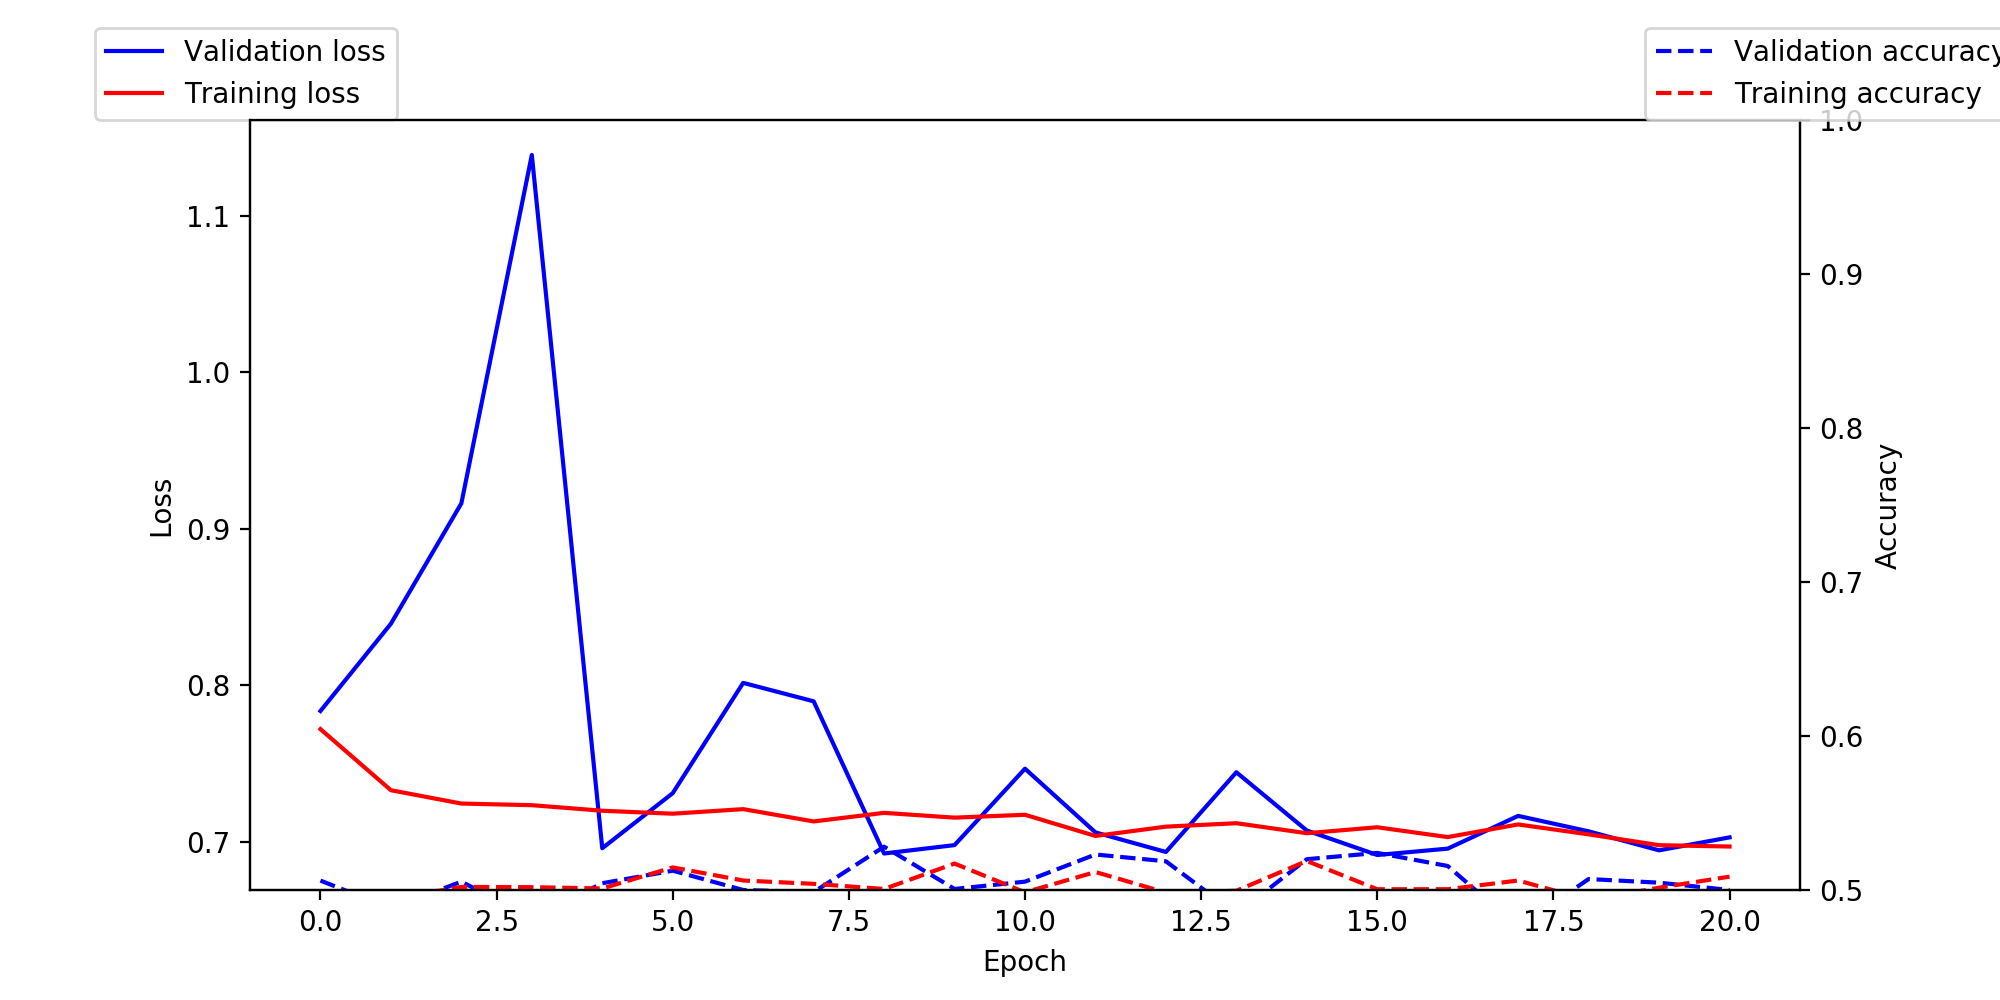 Validation loss
Training loss
Validation accuracy
Training accuracy
1.1
1.0
0.9
0.8
0.7
Loss
1.0
0.9
0.8
0.7
0.6
0.5
Accuracy
0.0 2.5 5.0 7.5 10.0 12.5 15.0 17.5 20.0
Epoch